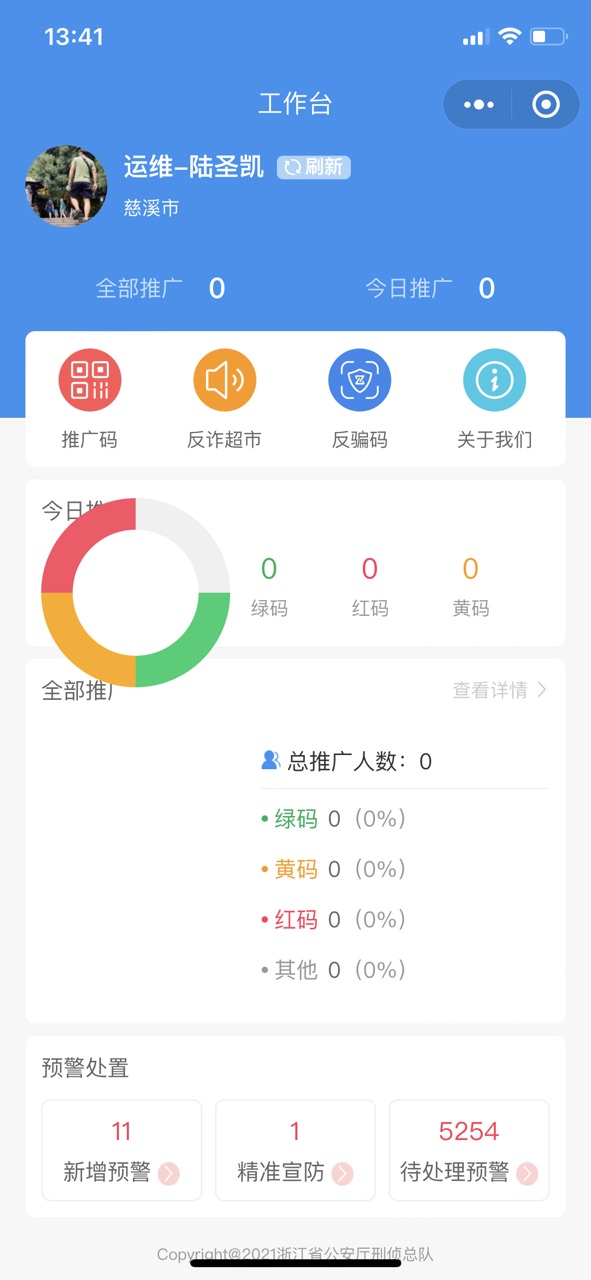 13:41
工作台
运维-陆圣凯 刷新
慈溪市
全部推广 0 今日推广 0
推广码 反诈超市 反骗码 关于我们
今日推
0 0 0
绿码 红码 黄码
全部推广 查看详情
总推广人数：0
绿码 0（0%）
黄码 0（0%）
红码 0（0%）
其他 0（0%）
预警处置
11 1 5254
新增预警 精准宣防 待处理预警
Copyright@2021浙江省公安厅刑侦总队